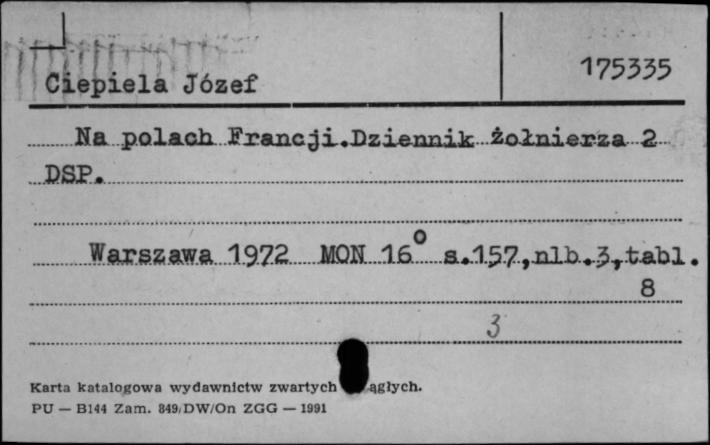 175335
Ciepiela Józef
Na polach Francji.Dziennik żołnierza 2
DSP.
Warszawa 1972 MON 16° s.157,nlb.3,tabl.
8
3
Karta katalogowa wydawnictw zwartych ągłych.
PU — B144 Zam. 849/DW/On ZGG — 1991